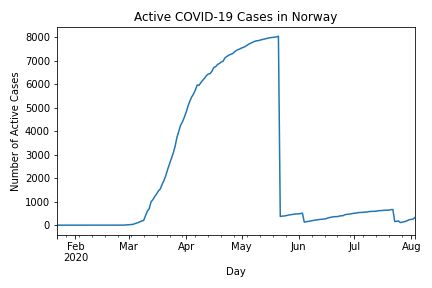 Active COVID-19 Cases in Norway
Number of Active Cases
8000
7000
6000
5000
4000
3000
2000
1000
0
Feb Mar Apr May Jun Jul Aug
2020
Day